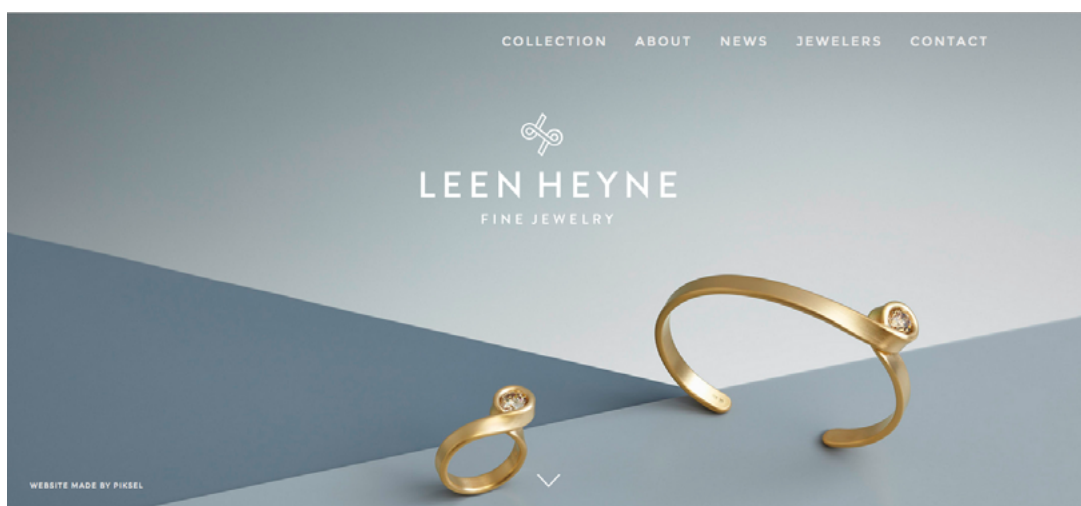 COLLECTION ABOUT NEWS JEWELERS CONTACT
LEEN HEYNE
FINE JEWELRY
WEBSITE MADE BY PIKSEL